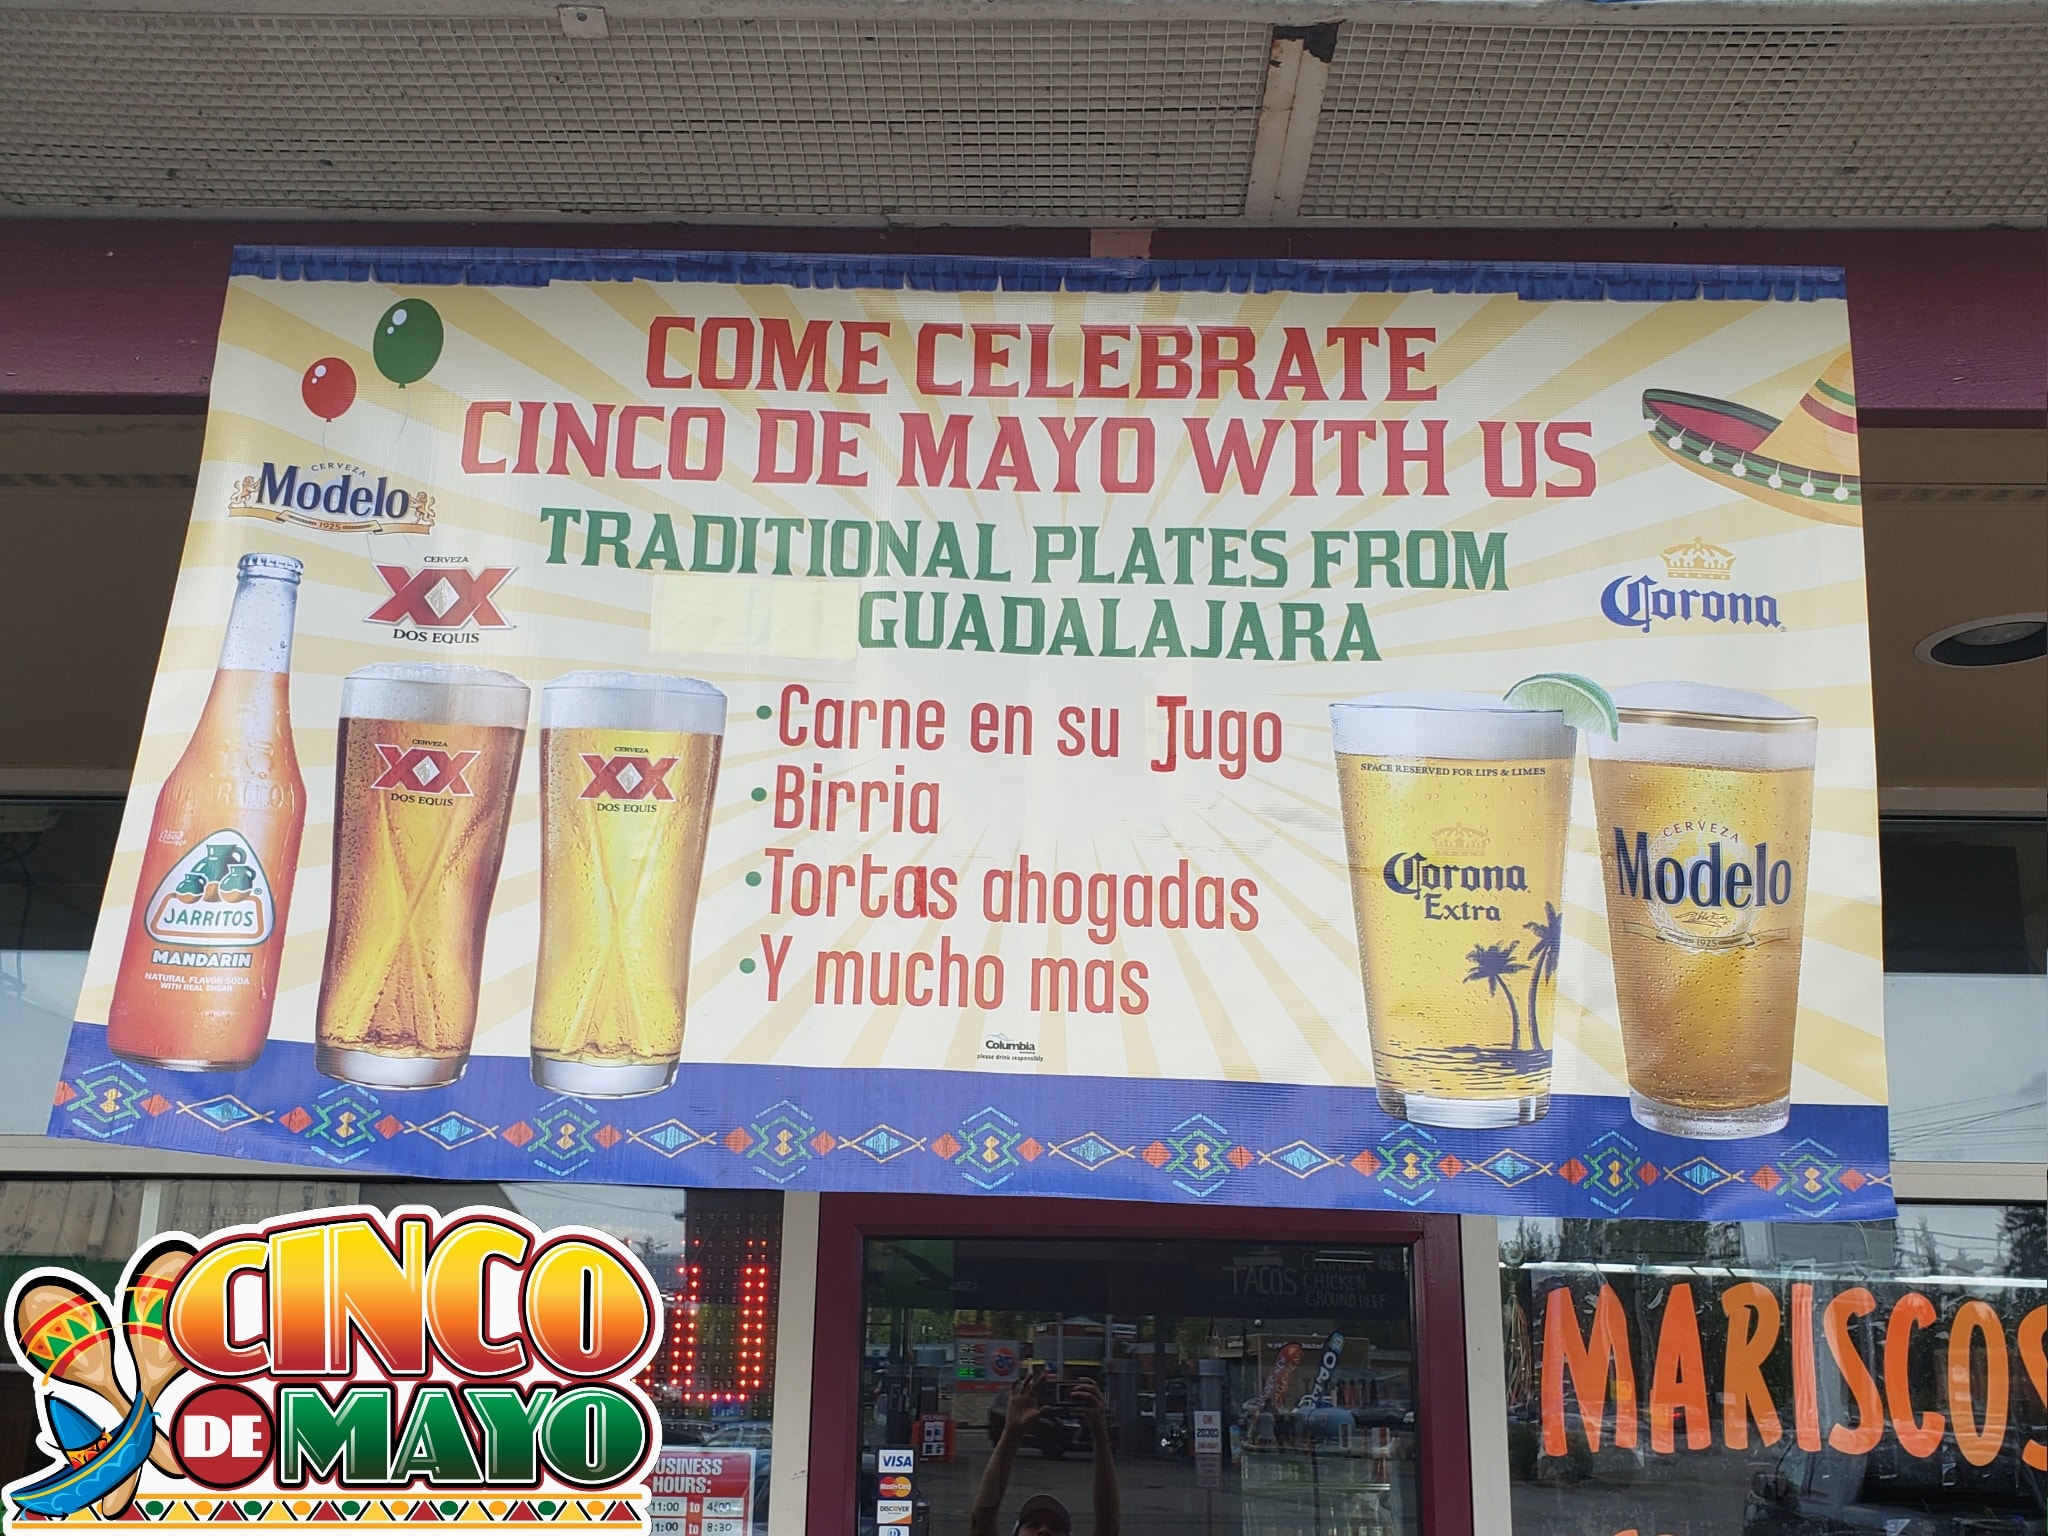 COME CELEBRATE
CINCO DE MAYO WITH US
TRADITIONAL PLATES FROM
GUADALAJARA
CERVEZA
Modelo
1925
CERVEZA
XX
DOS EQUIS
Corona
•Carne en su Jugo
•Birria
•Tortas ahogadas
•Y mucho mas
JARRITOS
MANDARIN
NATURAL FLAVOR SODA
WITH REAL SUGAR
CERVEZA
XX
DOS EQUIS
CERVEZA
XX
DOS EQUIS
SPACE RESERVED FOR LIPS & LIMES
Corona
Extra
CERVEZA
Modelo
1925
Columbia
please drink responsibly
CINCO
DE MAYO
BUSINESS
HOURS:
11:00 to 4:00
11:00 to 8:30
TACOS
CHICKEN
GROUND BEEF
VISA
MasterCard
DISCOVER
MARISCOS